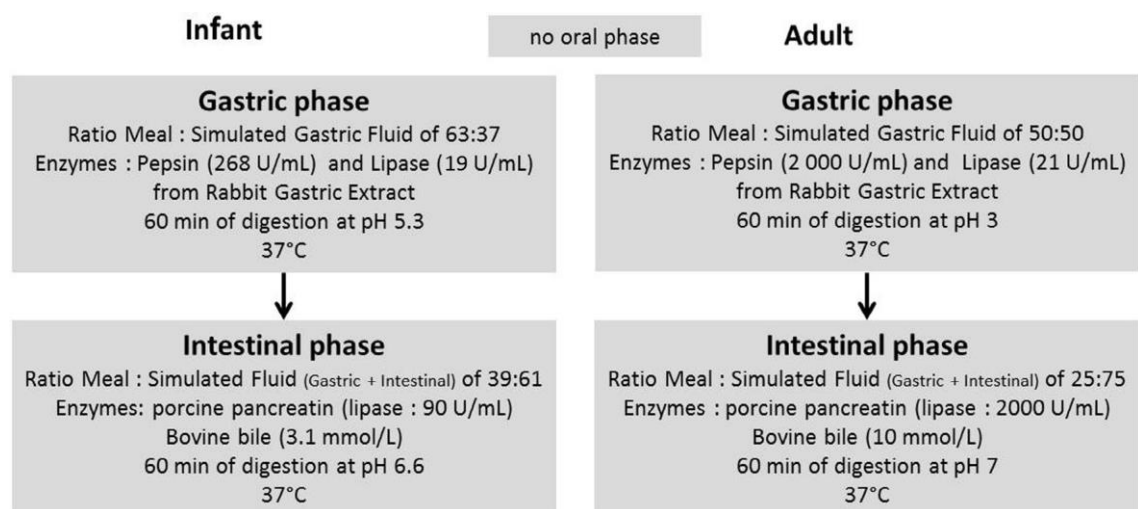 Infant
no oral phase
Adult
Gastric phase
Ratio Meal : Simulated Gastric Fluid of 63:37
Enzymes : Pepsin (268 U/mL) and Lipase (19 U/mL)
from Rabbit Gastric Extract
60 min of digestion at pH 5.3
37°C
Gastric phase
Ratio Meal : Simulated Gastric Fluid of 50:50
Enzymes : Pepsin (2 000 U/mL) and Lipase (21 U/mL)
from Rabbit Gastric Extract
60 min of digestion at pH 3
37°C
Intestinal phase
Ratio Meal : Simulated Fluid (Gastric + Intestinal) of 39:61
Enzymes: porcine pancreatin (lipase : 90 U/mL)
Bovine bile (3.1 mmol/L)
60 min of digestion at pH 6.6
37°C
Intestinal phase
Ratio Meal : Simulated Fluid (Gastric + Intestinal) of 25:75
Enzymes : porcine pancreatin (lipase : 2000 U/mL)
Bovine bile (10 mmol/L)
60 min of digestion at pH 7
37°C